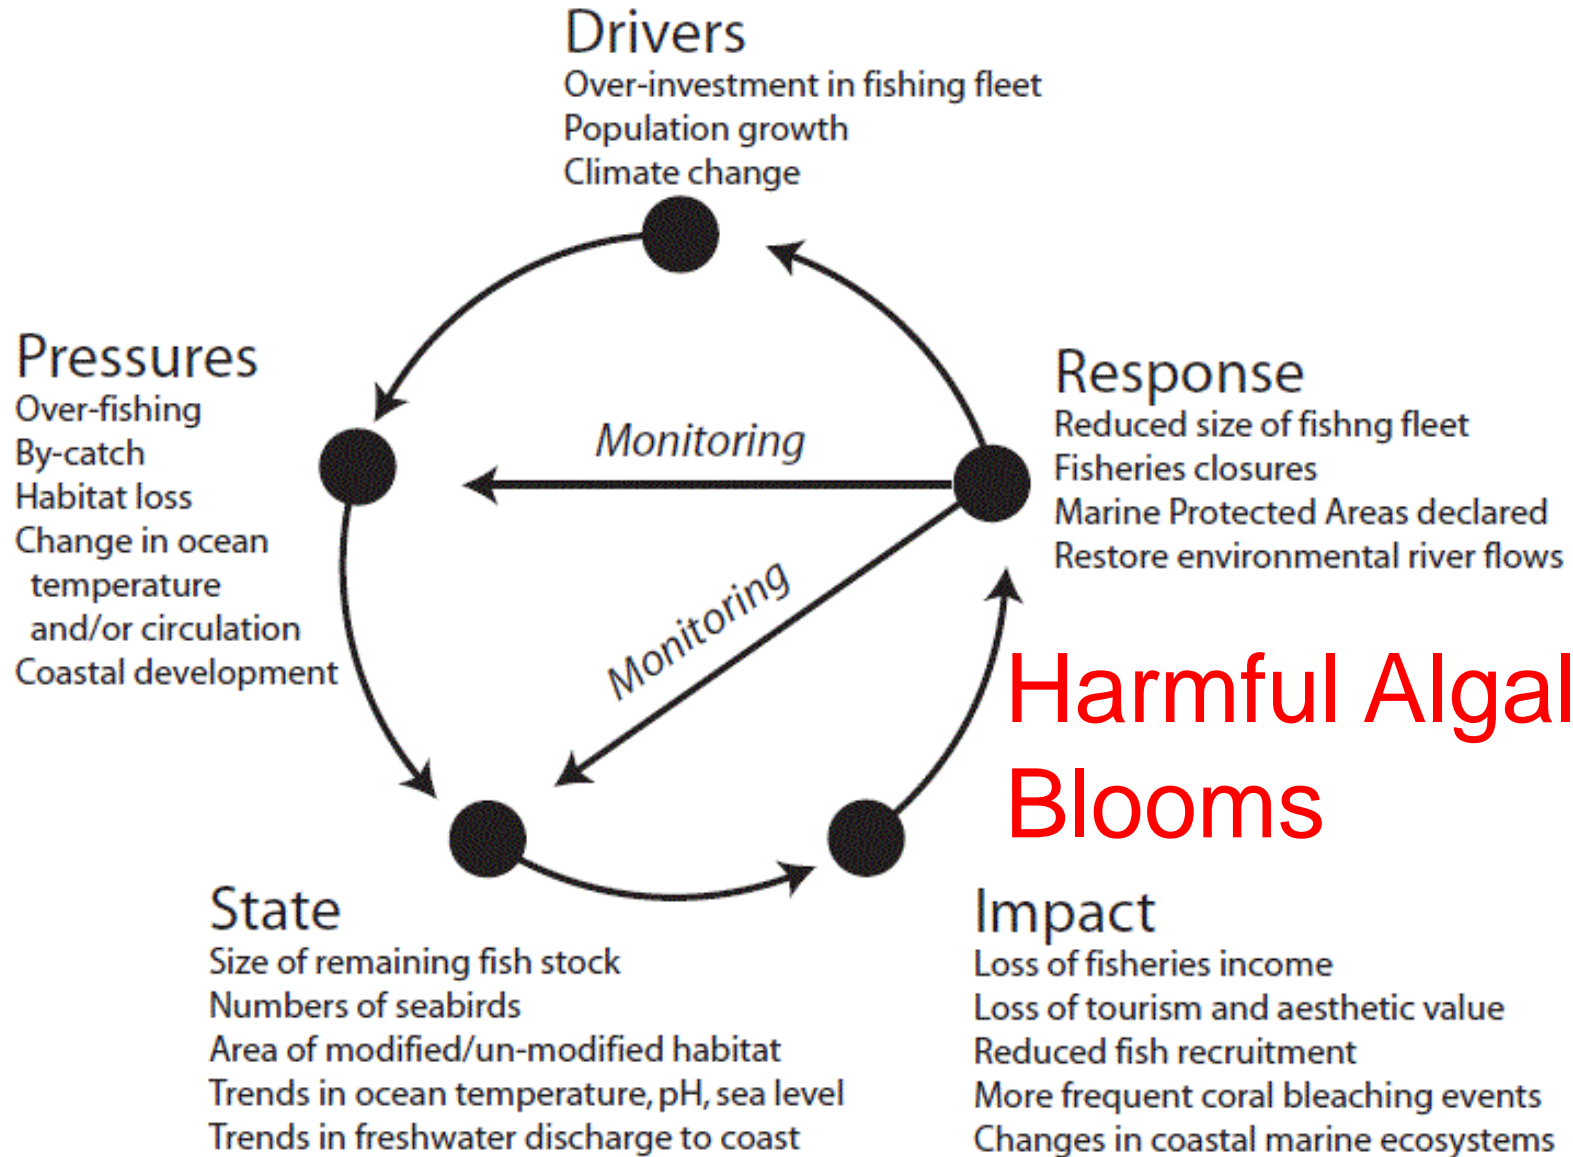 Drivers
Over-investment in fishing fleet
Population growth
Climate change
Pressures
Over-fishing
By-catch
Habitat loss
Change in ocean
temperature
and/or circulation
Coastal development
Monitoring
Monitoring
Response
Reduced size of fishng fleet
Fisheries closures
Marine Protected Areas declared
Restore environmental river flows
Harmful Algal
Blooms
State
Size of remaining fish stock
Numbers of seabirds
Area of modified/un-modified habitat
Trends in ocean temperature, pH, sea level
Trends in freshwater discharge to coast
Impact
Loss of fisheries income
Loss of tourism and aesthetic value
Reduced fish recruitment
More frequent coral bleaching events
Changes in coastal marine ecosystems